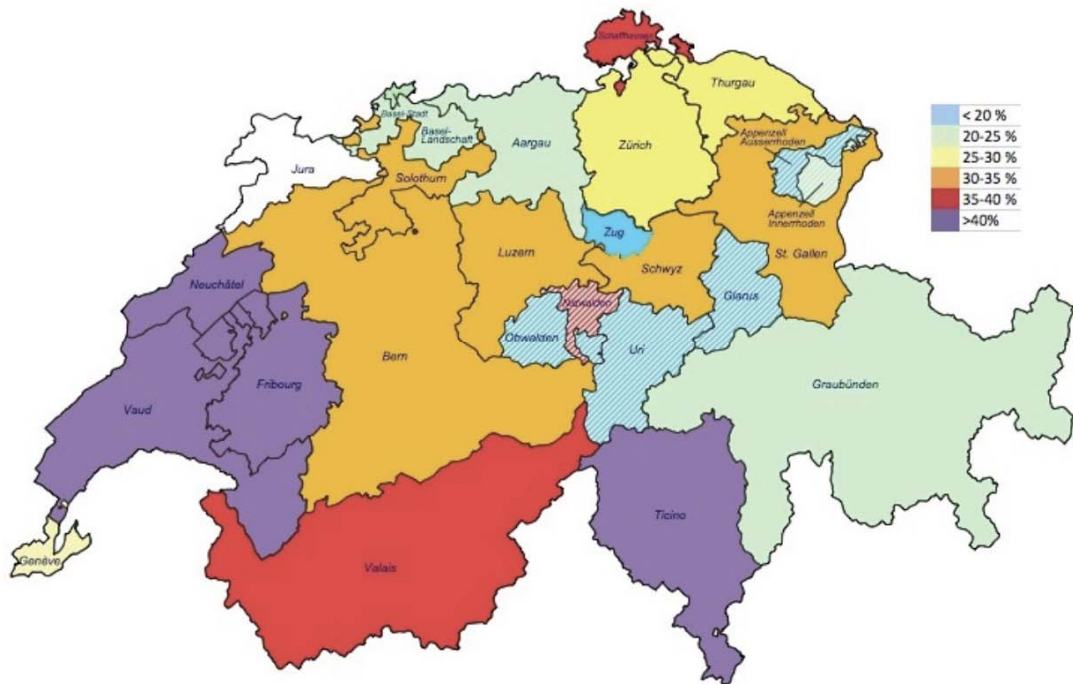 Schaffhausen
Thurgau
Basel-Stadt
Basel-
Landschaft
Aargau
Zürich
Appenzell
Ausserrhoden
Jura
Solothurn
Appenzell
Innerrhoden
Zug
Luzern
Schwyz
St. Gallen
Neuchâtel
Glarus
Nidwalden
Obwalden
Uri
Bern
Fribourg
Graubünden
Vaud
Ticino
Genève
Valais
< 20 %
20-25 %
25-30 %
30-35 %
35-40 %
>40%